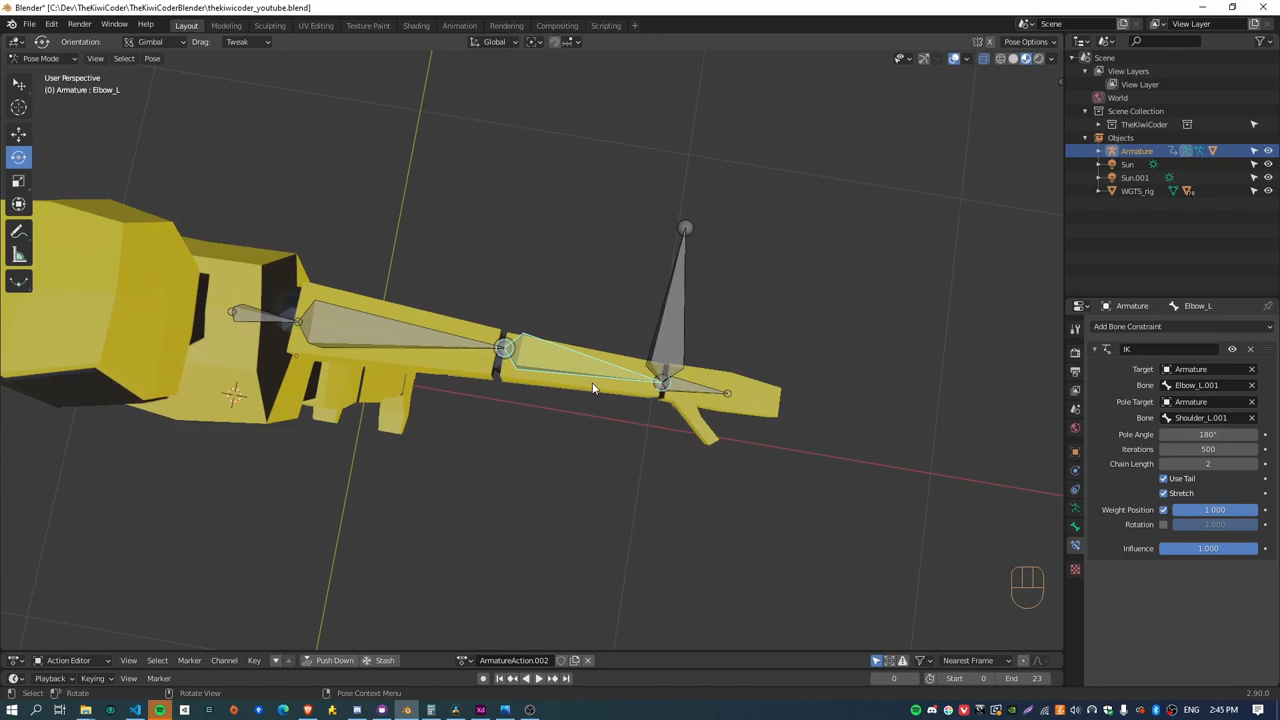 Blender* [C:\Dev\TheKiwiCoderBlender\thekiwicoder_youtube.blend]
File Edit Render Window Help Layout Modeling Sculpting UV Editing Texture Paint Shading Animation Rendering Compositing Scripting + Scene View Layer
Orientation: Gimbal Drag: Tweak Global X Pose Options
Pose Mode View Select Pose
User Perspective
(0) Armature : Elbow_L
Scene
View Layers
View Layer
World
Scene Collection
TheKiwiCoder
Objects
Armature
Sun
Sun.001
WGTS_rig
Armature Elbow_L
Add Bone Constraint
IK
Target Armature
Bone Elbow_L.001
Pole Target Armature
Bone Shoulder_L.001
Pole Angle 180°
Iterations 500
Chain Length 2
Use Tail
Stretch
Weight Position 1.000
Rotation 1.000
Influence 1.000
Action Editor View Select Marker Channel Key Push Down Stash ArmatureAction.002 Nearest Frame
Playback Keying View Marker 0 Start 0 End 23
Select Rotate Rotate View Pose Context Menu 2.90.0
ENG 2:45 PM